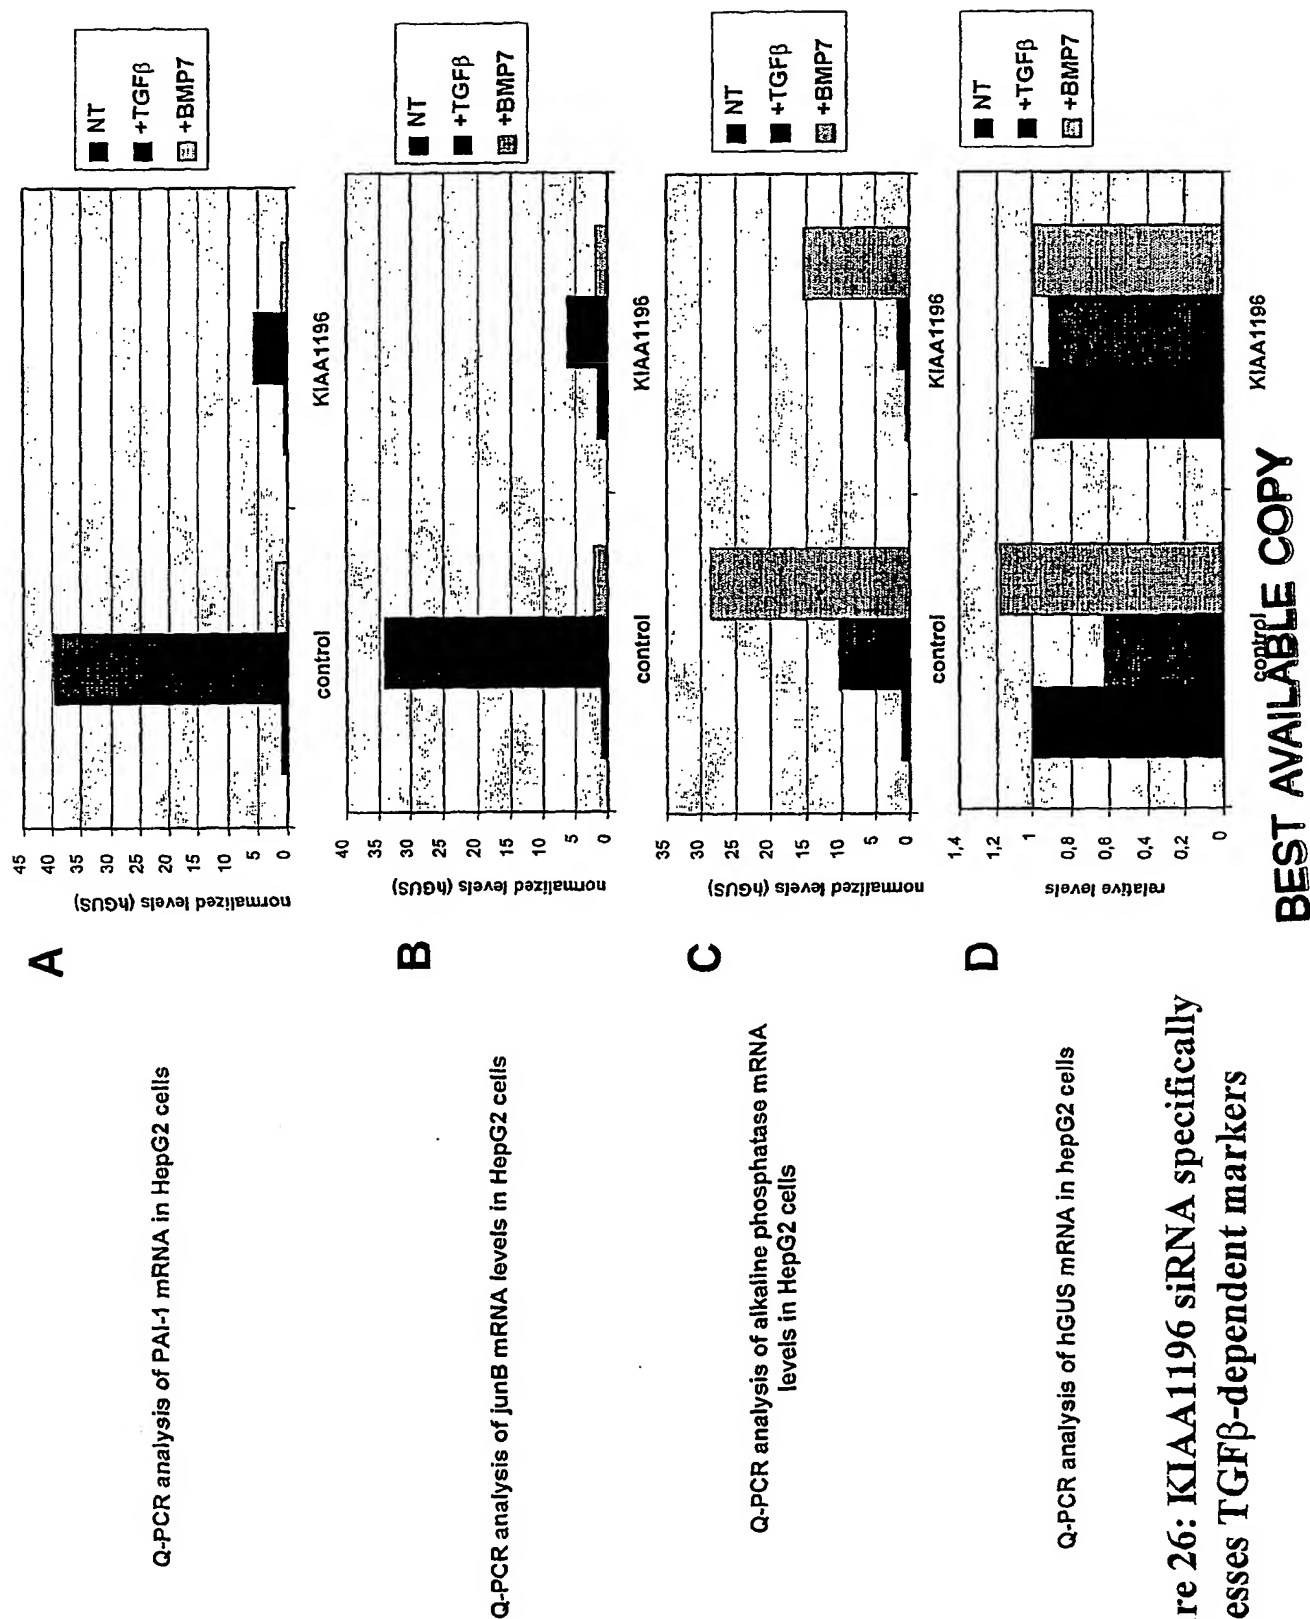 Q-PCR analysis of PAI-1 mRNA in HepG2 cells
A
normalized levels (hGUS)
45
40
35
30
25
20
15
10
5
0
control
KIAA1196
NT
+TGFβ
+BMP7
Q-PCR analysis of junB mRNA levels in HepG2 cells
B
normalized levels (hGUS)
40
35
30
25
20
15
10
5
0
control
KIAA1196
NT
+TGFβ
+BMP7
Q-PCR analysis of alkaline phosphatase mRNA
levels in HepG2 cells
C
normalized levels (hGUS)
35
30
25
20
15
10
5
0
control
KIAA1196
NT
+TGFβ
+BMP7
Q-PCR analysis of hGUS mRNA in hepG2 cells
D
relative levels
1,4
1,2
1
0,8
0,6
0,4
0,2
0
control
KIAA1196
NT
+TGFβ
+BMP7
re 26: KIAA1196 siRNA specifically
esses TGFβ-dependent markers
BEST AVAILABLE COPY